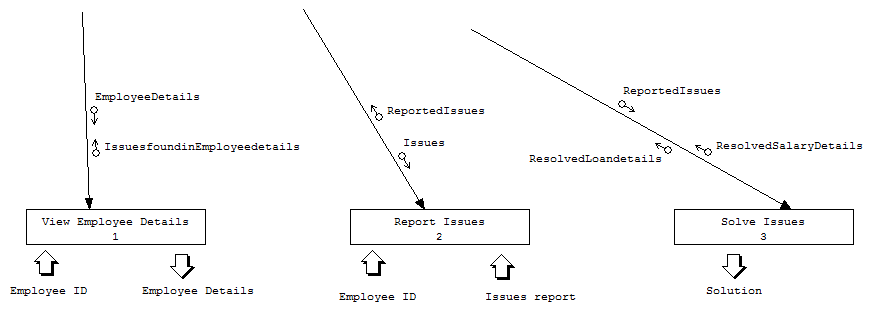 EmployeeDetails
IssuesfoundinEmployeedetails
ReportedIssues
Issues
ReportedIssues
ResolvedLoandetails
ResolvedSalaryDetails
View Employee Details
1
Report Issues
2
Solve Issues
3
Employee ID
Employee Details
Employee ID
Issues report
Solution